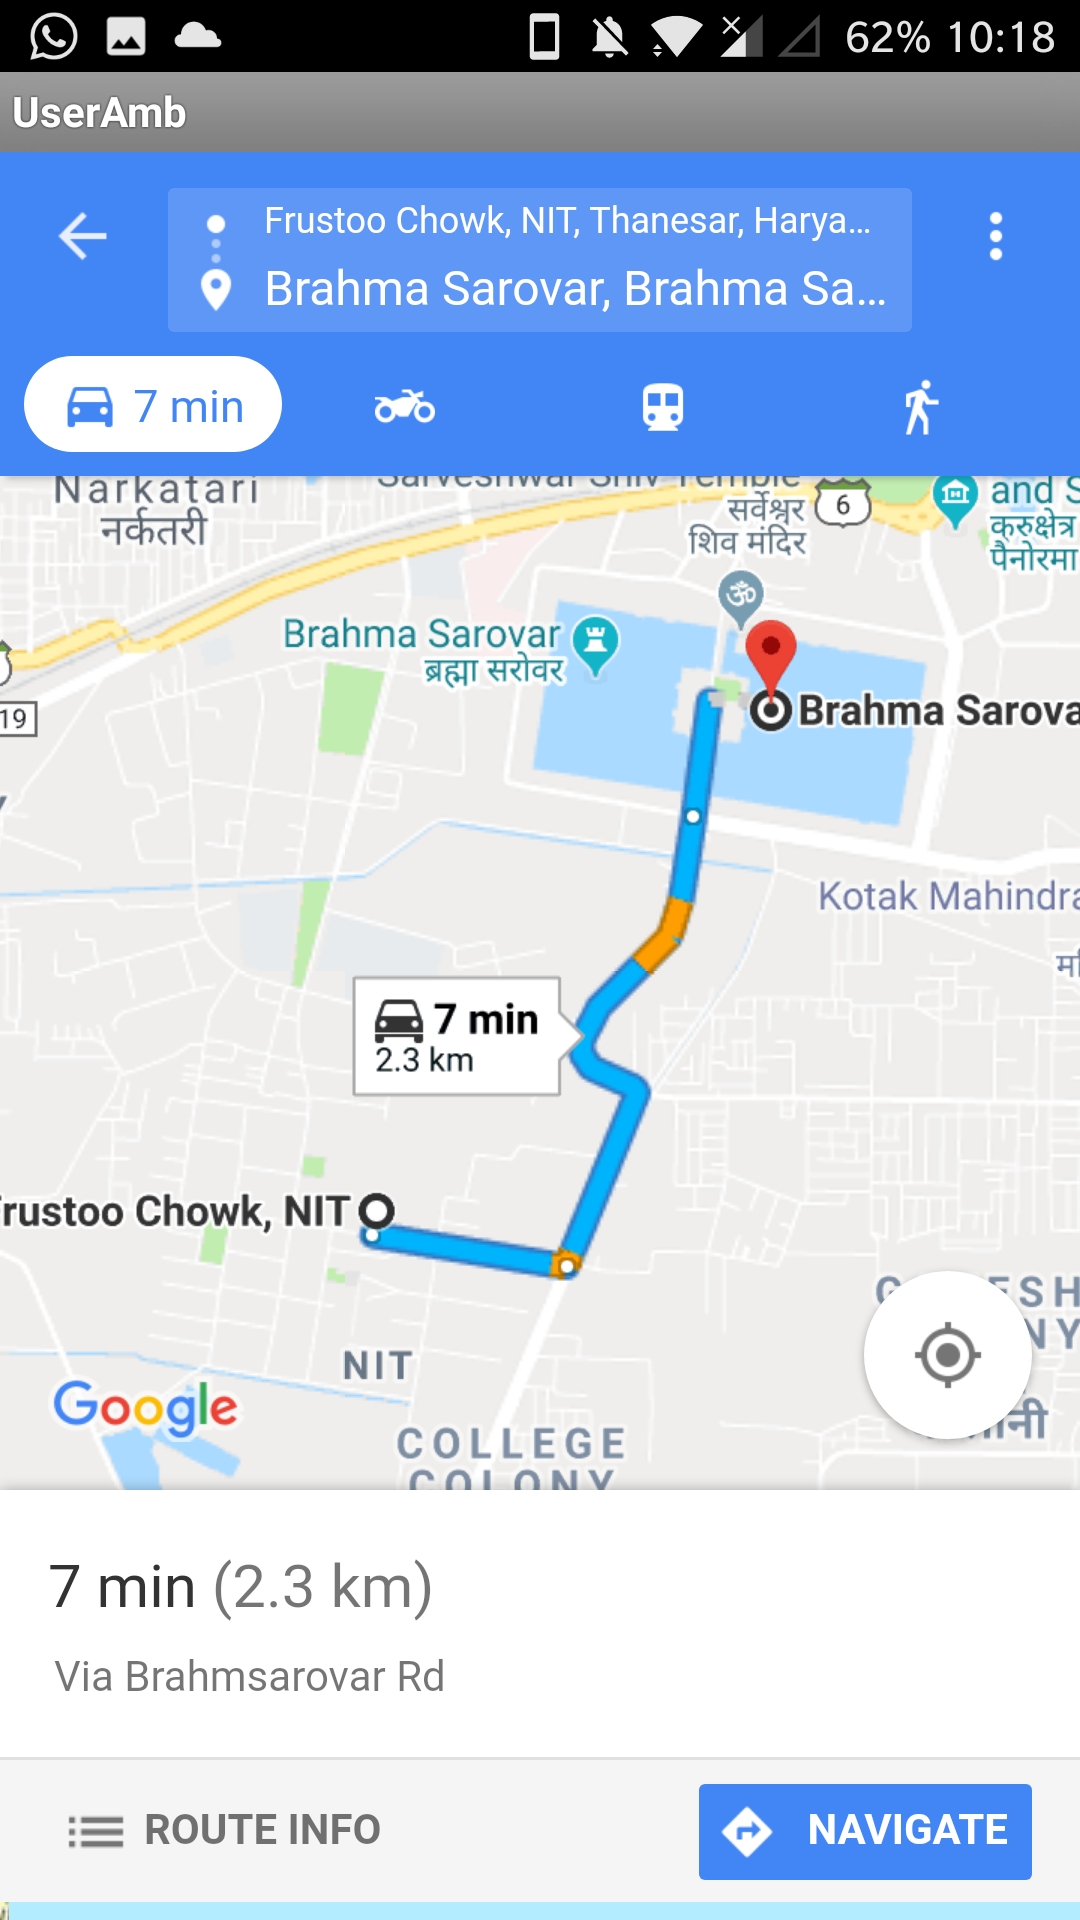 62% 10:18
UserAmb
Frustoo Chowk, NIT, Thanesar, Harya...
Brahma Sarovar, Brahma Sa...
7 min
Narkatari
नर्कतरी
Sarveshwar Shiv Temple
सर्वेश्वर
शिव मंदिर
6
and S
क्रुक्षेत्र
पैनोरमा
Brahma Sarovar
ब्रह्मा सरोवर
19
Brahma Sarova
Kotak Mahindra
7 min
2.3 km
rustoo Chowk, NIT
NIT
Google
COLLEGE
COLONY
7 min (2.3 km)
Via Brahmsarovar Rd
ROUTE INFO
NAVIGATE